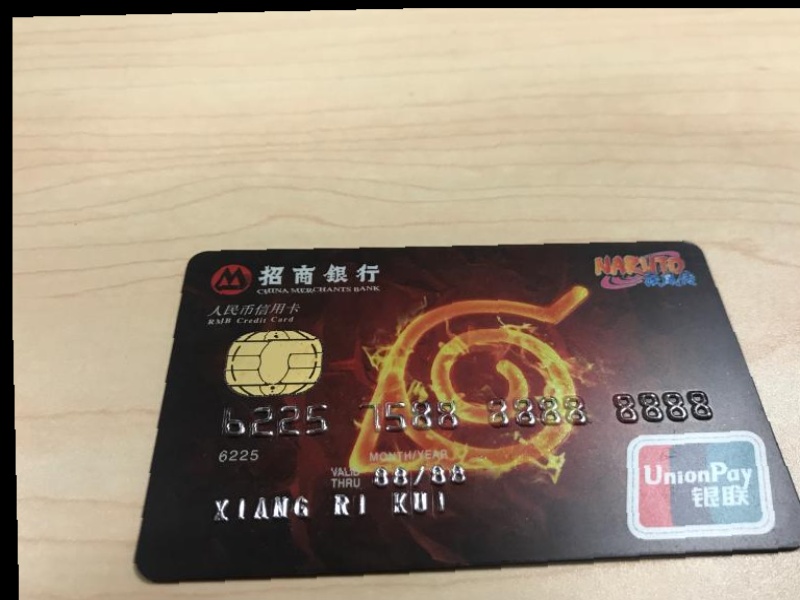 招商銀行
CHINA MERCHANTS BANK
NARUTO
人民币信用卡
RMB Credit Card
6225 7588 8888 8888
6225
MONTH/YEAR
VALID THRU 88/88
XIANG RI KUI
UnionPay
银联